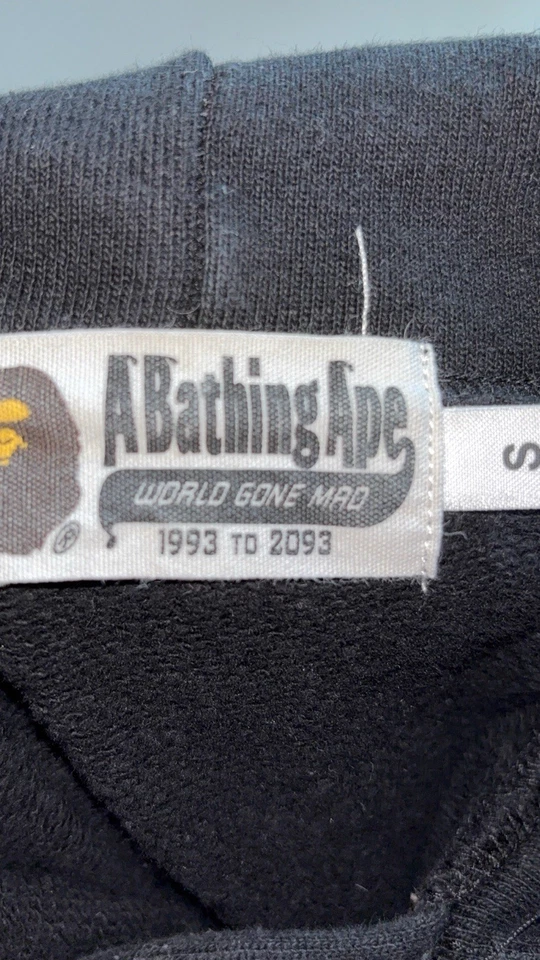 A Bathing Ape
WORLD GONE MAD
1993 TO 2093
®
S